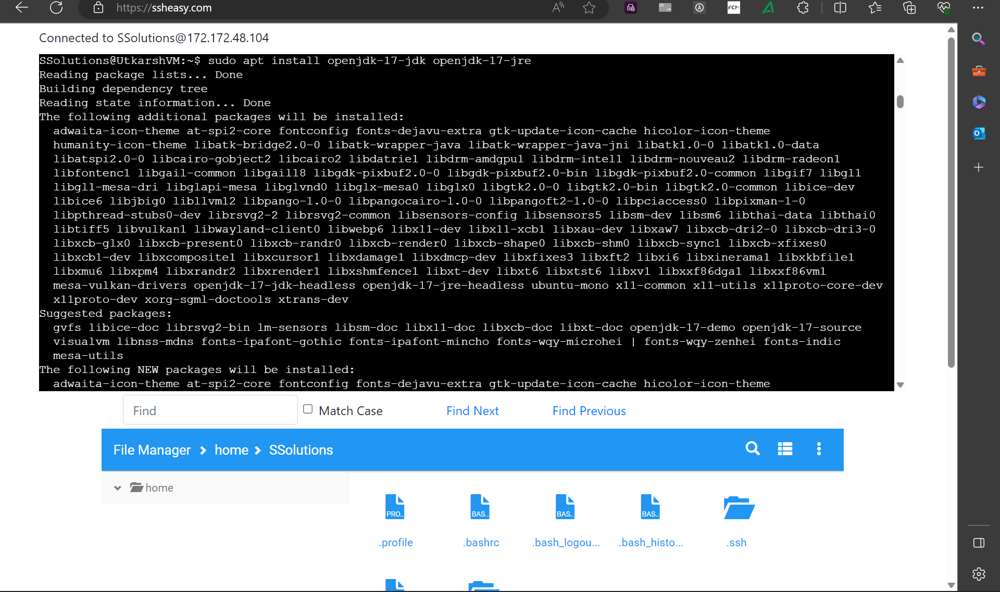 https://ssheasy.com
Connected to SSolutions@172.172.48.104
SSolutions@UtkarshVM:~$ sudo apt install openjdk-17-jdk openjdk-17-jre
Reading package lists... Done
Building dependency tree
Reading state information... Done
The following additional packages will be installed:
adwaita-icon-theme at-spi2-core fontconfig fonts-dejavu-extra gtk-update-icon-cache hicolor-icon-theme
humanity-icon-theme libatk-bridge2.0-0 libatk-wrapper-java libatk-wrapper-java-jni libatk1.0-0 libatk1.0-data
libatspi2.0-0 libcairo-gobject2 libcairo2 libdatrie1 libdrm-amdgpu1 libdrm-intel1 libdrm-nouveau2 libdrm-radeon1
libfontenc1 libgail-common libgail18 libgdk-pixbuf2.0-0 libgdk-pixbuf2.0-bin libgdk-pixbuf2.0-common libgif7 libgl1
libgl1-mesa-dri libglapi-mesa libglvnd0 libglx-mesa0 libglx0 libgtk2.0-0 libgtk2.0-bin libgtk2.0-common libice-dev
libice6 libjbig0 libllvm12 libpango-1.0-0 libpangocairo-1.0-0 libpangoft2-1.0-0 libpciaccess0 libpixman-1-0
libpthread-stubs0-dev librsvg2-2 librsvg2-common libsensors-config libsensors5 libsm-dev libsm6 libthai-data libthai0
libtiff5 libvulkan1 libwayland-client0 libwebp6 libx11-dev libx11-xcb1 libxau-dev libxaw7 libxcb-dri2-0 libxcb-dri3-0
libxcb-glx0 libxcb-present0 libxcb-randr0 libxcb-render0 libxcb-shape0 libxcb-shm0 libxcb-sync1 libxcb-xfixes0
libxcb1-dev libxcomposite1 libxcursor1 libxdamage1 libxdmcp-dev libxfixes3 libxft2 libxi6 libxinerama1 libxkbfile1
libxmu6 libxpm4 libxrandr2 libxrender1 libxshmfence1 libxt-dev libxt6 libxtst6 libxv1 libxxf86dga1 libxxf86vm1
mesa-vulkan-drivers openjdk-17-jdk-headless openjdk-17-jre-headless ubuntu-mono x11-common x11-utils x11proto-core-dev
x11proto-dev xorg-sgml-doctools xtrans-dev
Suggested packages:
gvfs libice-doc librsvg2-bin lm-sensors libsm-doc libx11-doc libxcb-doc libxt-doc openjdk-17-demo openjdk-17-source
visualvm libnss-mdns fonts-ipafont-gothic fonts-ipafont-mincho fonts-wqy-microhei | fonts-wqy-zenhei fonts-indic
mesa-utils
The following NEW packages will be installed:
adwaita-icon-theme at-spi2-core fontconfig fonts-dejavu-extra gtk-update-icon-cache hicolor-icon-theme
Find Match Case Find Next Find Previous
File Manager home SSolutions
home
PRO.. BAS.. BAS.. BAS..
.profile .bashrc .bash_logou... .bash_histo... .ssh